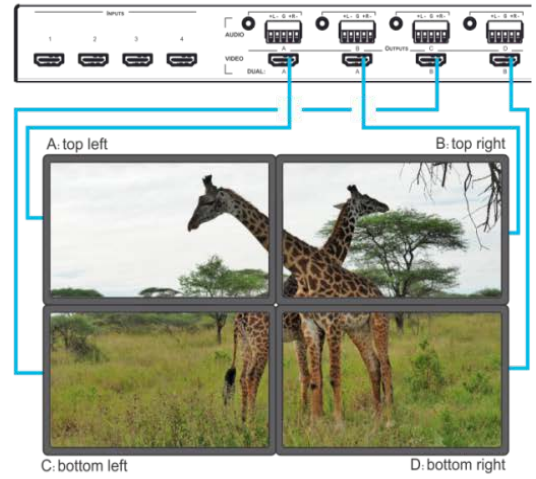 INPUTS
1 2 3 4
AUDIO
+L- S +R- +L- S +R- +L- S +R- +L- S +R-
A B OUTPUTS C D
VIDEO
DUAL: A A B B
A: top left
B: top right
C: bottom left
D: bottom right